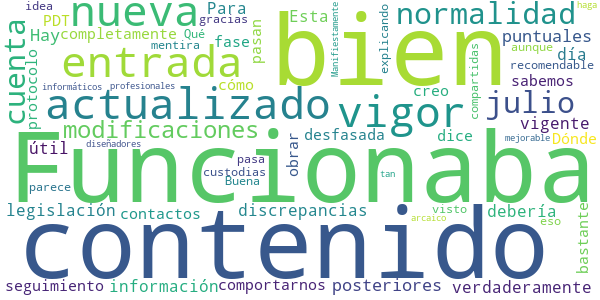 idea
nueva
Para
Esta
bien
Manifiestamente
explicando
normalidad
haga
PDT
gracias
Hay
completamente
Qué
pasan
puntuales
cuenta
protocolo
mentira
fase
aunque
día
entrada
compartidas
recomendable
informáticos
profesionales
cómo
creo
sabemos
actualizado
vigor
julio
modificaciones
desfasada
dice
vigente
Dónde
Funcionaba
útil
diseñadores
obrar
mejorable
pasa
custodias
Buena
tan
parece
legislación
contactos
discrepancias
visto
debería
arcaico
eso
bastante
contenido
seguimiento
información
comportarnos
posteriores
verdaderamente